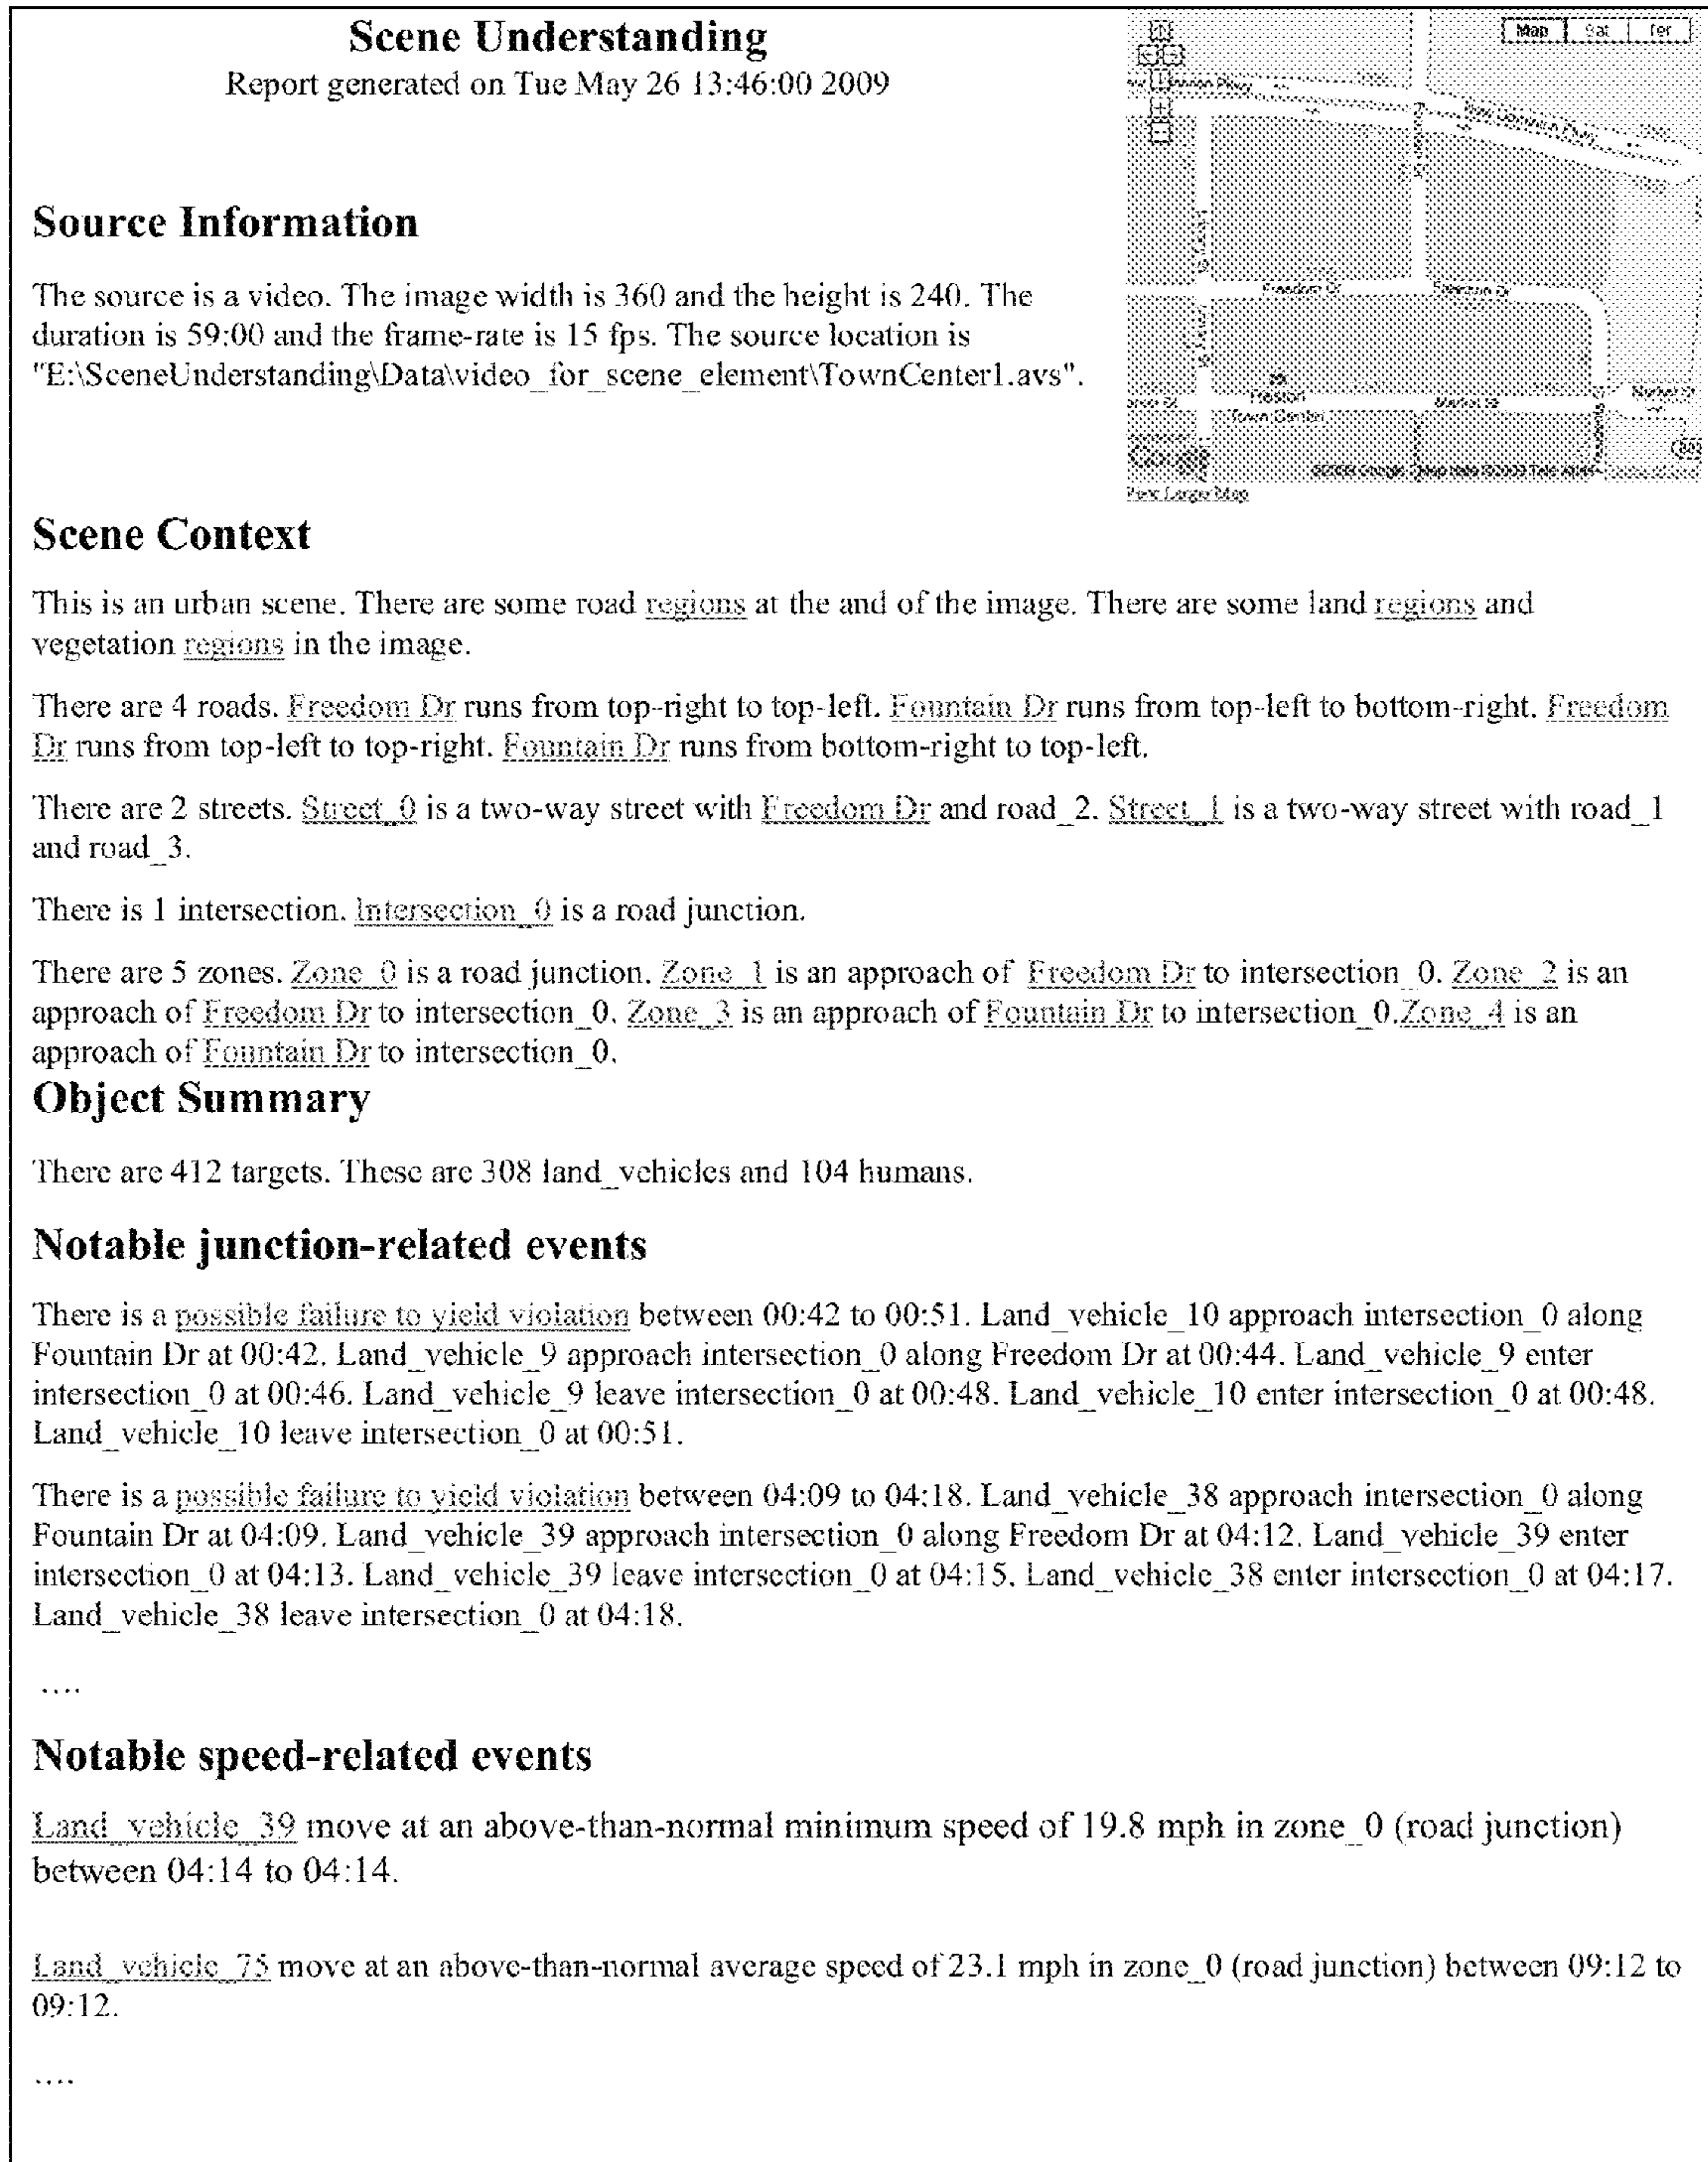 Scene Understanding
Report generated on Tue May 26 13:46:00 2009
Map
Sat
Ter
Source Information
The source is a video. The image width is 360 and the height is 240. The
duration is 59:00 and the frame-rate is 15 fps. The source location is
"E:\SceneUnderstanding\Data\video_for_scene_element\TownCenter1.avs".
Freedom Dr
Market St
Town Center
Google
View Larger Map
Scene Context
This is an urban scene. There are some road regions at the and of the image. There are some land regions and
vegetation regions in the image.
There are 4 roads. Freedom Dr runs from top-right to top-left. Fountain Dr runs from top-left to bottom-right. Freedom
Dr runs from top-left to top-right. Fountain Dr runs from bottom-right to top-left.
There are 2 streets. Street_0 is a two-way street with Freedom Dr and road_2. Street_1 is a two-way street with road_1
and road_3.
There is 1 intersection. Intersection_0 is a road junction.
There are 5 zones. Zone_0 is a road junction. Zone_1 is an approach of Freedom Dr to intersection_0. Zone_2 is an
approach of Freedom Dr to intersection_0. Zone_3 is an approach of Fountain Dr to intersection_0.Zone_4 is an
approach of Fountain Dr to intersection_0.
Object Summary
There are 412 targets. These are 308 land_vehicles and 104 humans.
Notable junction-related events
There is a possible failure to yield violation between 00:42 to 00:51. Land_vehicle_10 approach intersection_0 along
Fountain Dr at 00:42. Land_vehicle_9 approach intersection_0 along Freedom Dr at 00:44. Land_vehicle_9 enter
intersection_0 at 00:46. Land_vehicle_9 leave intersection_0 at 00:48. Land_vehicle_10 enter intersection_0 at 00:48.
Land_vehicle_10 leave intersection_0 at 00:51.
There is a possible failure to yield violation between 04:09 to 04:18. Land_vehicle_38 approach intersection_0 along
Fountain Dr at 04:09. Land_vehicle_39 approach intersection_0 along Freedom Dr at 04:12. Land_vehicle_39 enter
intersection_0 at 04:13. Land_vehicle_39 leave intersection_0 at 04:15. Land_vehicle_38 enter intersection_0 at 04:17.
Land_vehicle_38 leave intersection_0 at 04:18.
....
Notable speed-related events
Land_vehicle_39 move at an above-than-normal minimum speed of 19.8 mph in zone_0 (road junction)
between 04:14 to 04:14.
Land_vehicle_75 move at an above-than-normal average speed of 23.1 mph in zone_0 (road junction) between 09:12 to
09:12.
....